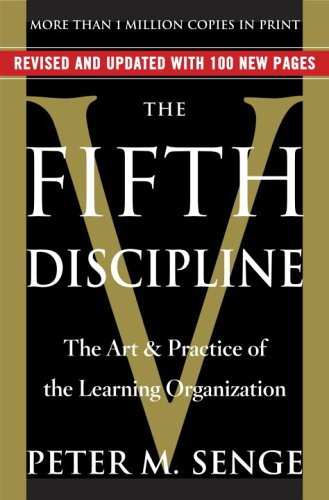 MORE THAN 1 MILLION COPIES IN PRINT
REVISED AND UPDATED WITH 100 NEW PAGES
THE
FIFTH
DISCIPLINE
V
The Art & Practice of
the Learning Organization
PETER M. SENGE